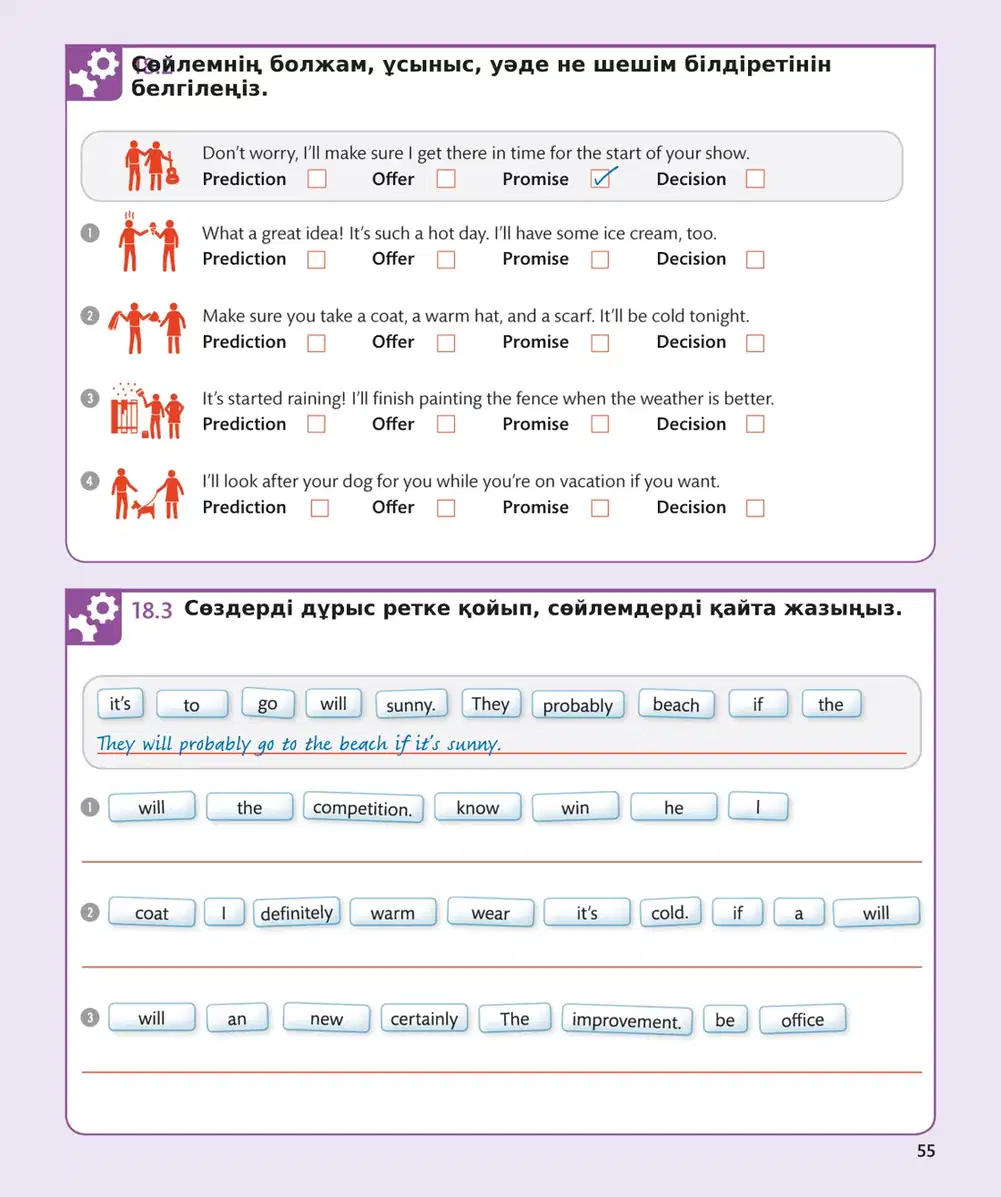 18.2 Сөйлемнің болжам, ұсыныс, уәде не шешім білдіретінін
белгілеңіз.
Don't worry, I'll make sure I get there in time for the start of your show.
Prediction Offer Promise Decision
1 What a great idea! It's such a hot day. I'll have some ice cream, too.
Prediction Offer Promise Decision
2 Make sure you take a coat, a warm hat, and a scarf. It'll be cold tonight.
Prediction Offer Promise Decision
3 It's started raining! I'll finish painting the fence when the weather is better.
Prediction Offer Promise Decision
4 I'll look after your dog for you while you're on vacation if you want.
Prediction Offer Promise Decision
18.3 Сөздерді дұрыс ретке қойып, сөйлемдерді қайта жазыңыз.
it's to go will sunny. They probably beach if the
They will probably go to the beach if it's sunny.
1 will the competition. know win he I
2 coat I definitely warm wear it's cold. if a will
3 will an new certainly The improvement. be office
55